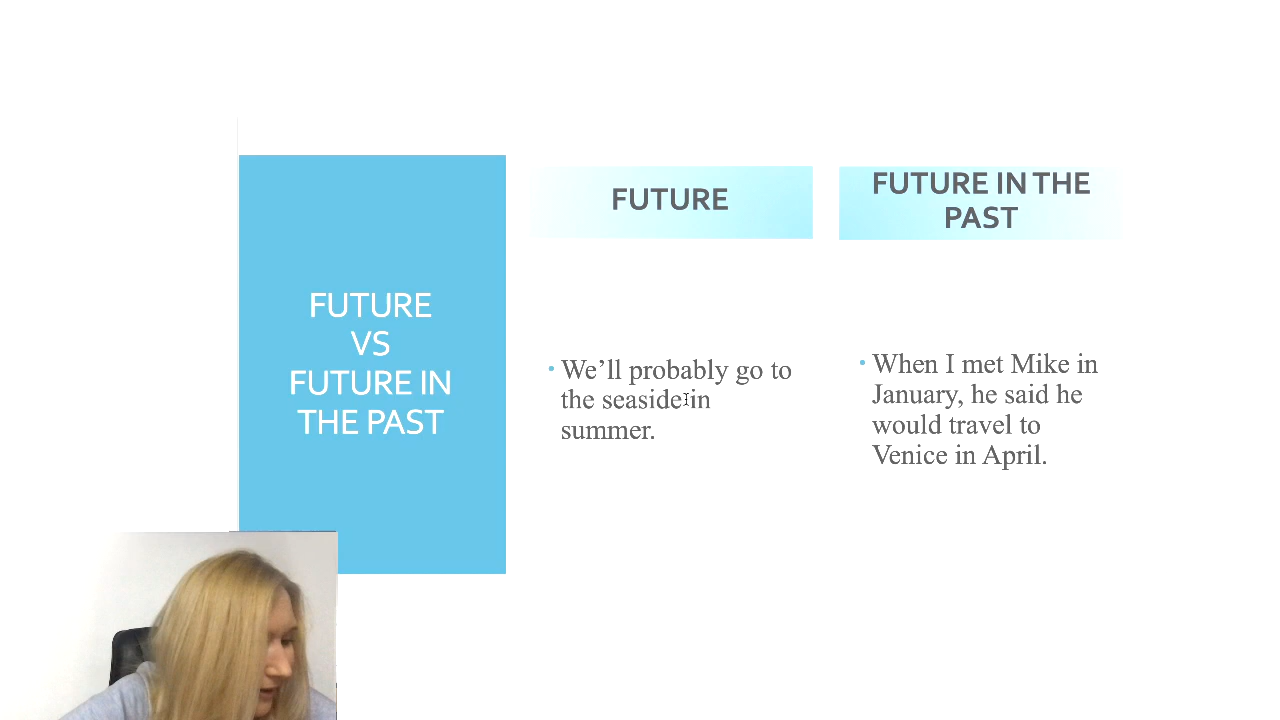 FUTURE
VS
FUTURE IN
THE PAST
FUTURE
We’ll probably go to
the seaside in
summer.
FUTURE IN THE
PAST
When I met Mike in
January, he said he
would travel to
Venice in April.